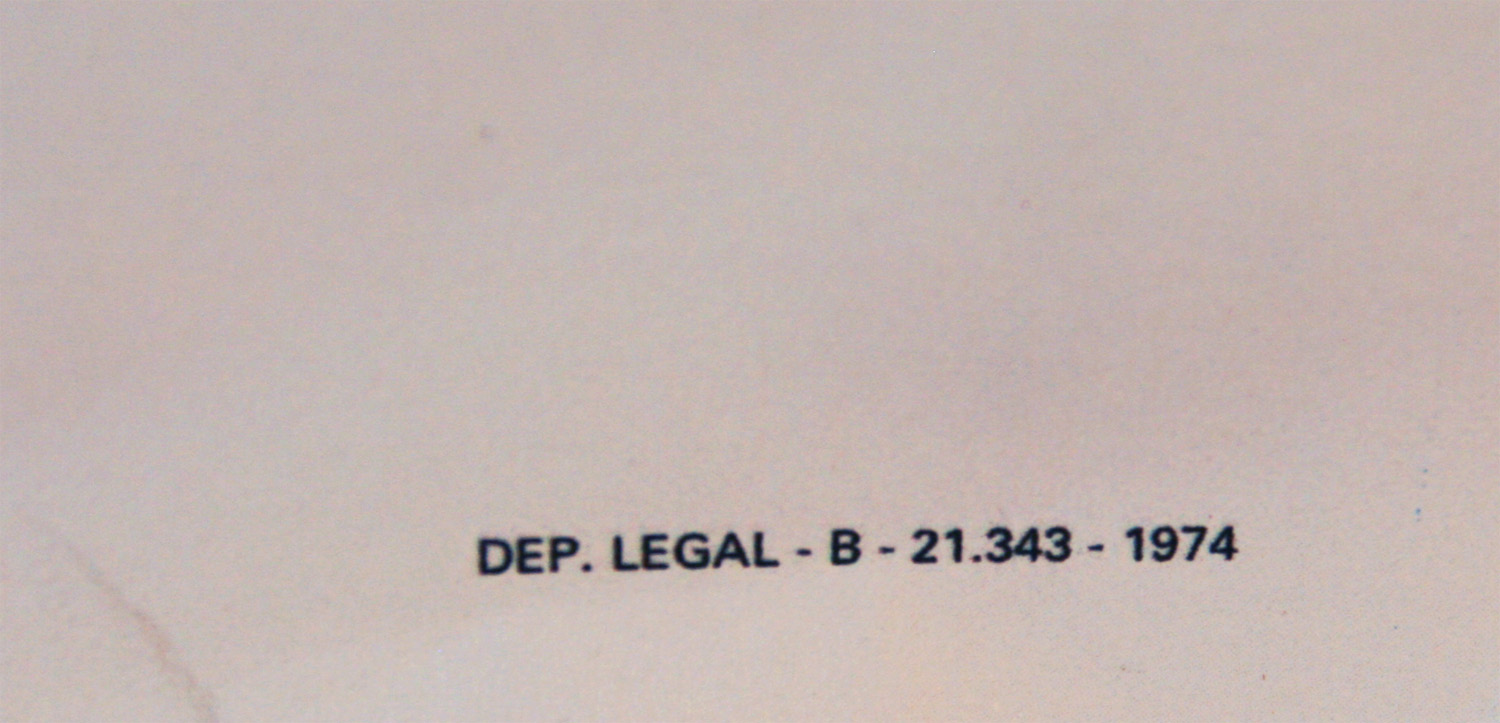 DEP. LEGAL - B - 21.343 - 1974